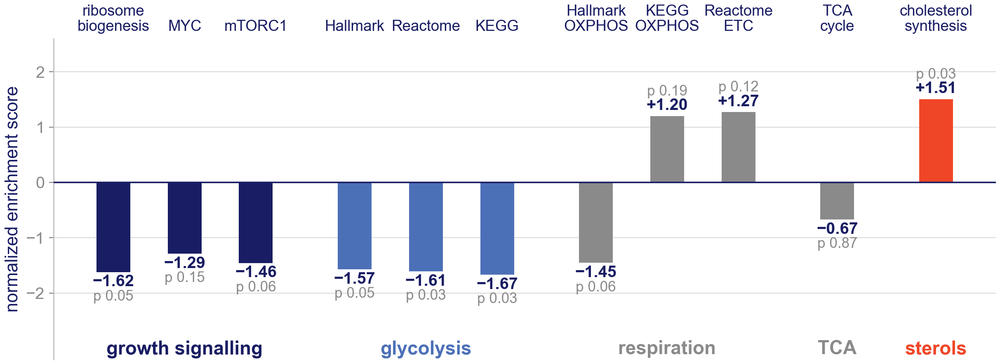 ribosome
biogenesis
MYC
mTORC1
Hallmark
Reactome
KEGG
Hallmark
OXPHOS
KEGG
OXPHOS
Reactome
ETC
TCA
cycle
cholesterol
synthesis
normalized enrichment score
2
1
0
−1
−2
−1.62
p 0.05
−1.29
p 0.15
−1.46
p 0.06
−1.57
p 0.05
−1.61
p 0.03
−1.67
p 0.03
−1.45
p 0.06
p 0.19
+1.20
p 0.12
+1.27
−0.67
p 0.87
p 0.03
+1.51
growth signalling
glycolysis
respiration
TCA
sterols